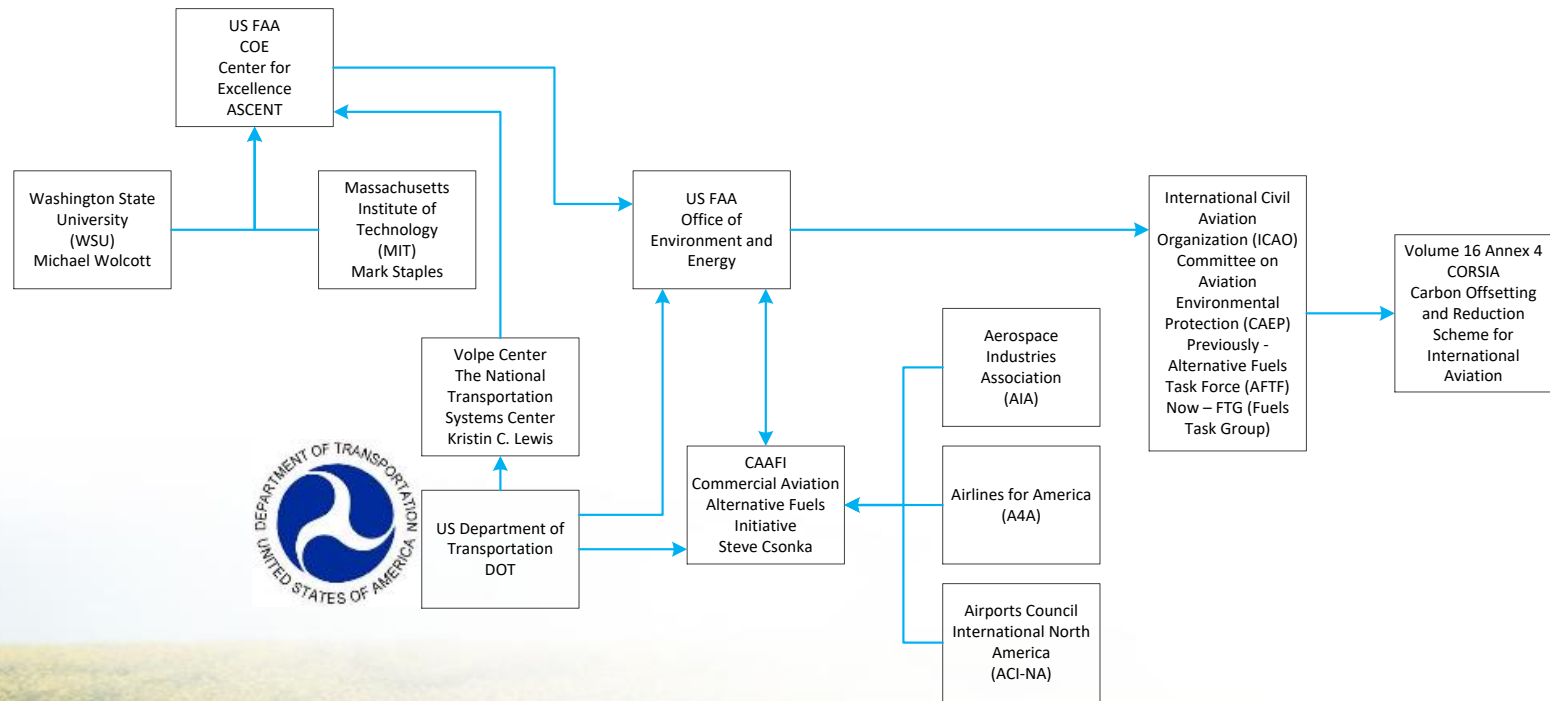 US FAA
COE
Center for
Excellence
ASCENT
Washington State
University
(WSU)
Michael Wolcott
Massachusetts
Institute of
Technology
(MIT)
Mark Staples
US FAA
Office of
Environment and
Energy
International Civil
Aviation
Organization (ICAO)
Committee on
Aviation
Environmental
Protection (CAEP)
Previously -
Alternative Fuels
Task Force (AFTF)
Now – FTG (Fuels
Task Group)
Volume 16 Annex 4
CORSIA
Carbon Offsetting
and Reduction
Scheme for
International
Aviation
Volpe Center
The National
Transportation
Systems Center
Kristin C. Lewis
Aerospace
Industries
Association
(AIA)
DEPARTMENT OF TRANSPORTATION
UNITED STATES OF AMERICA
US Department of
Transportation
DOT
CAAFI
Commercial Aviation
Alternative Fuels
Initiative
Steve Csonka
Airlines for America
(A4A)
Airports Council
International North
America
(ACI-NA)